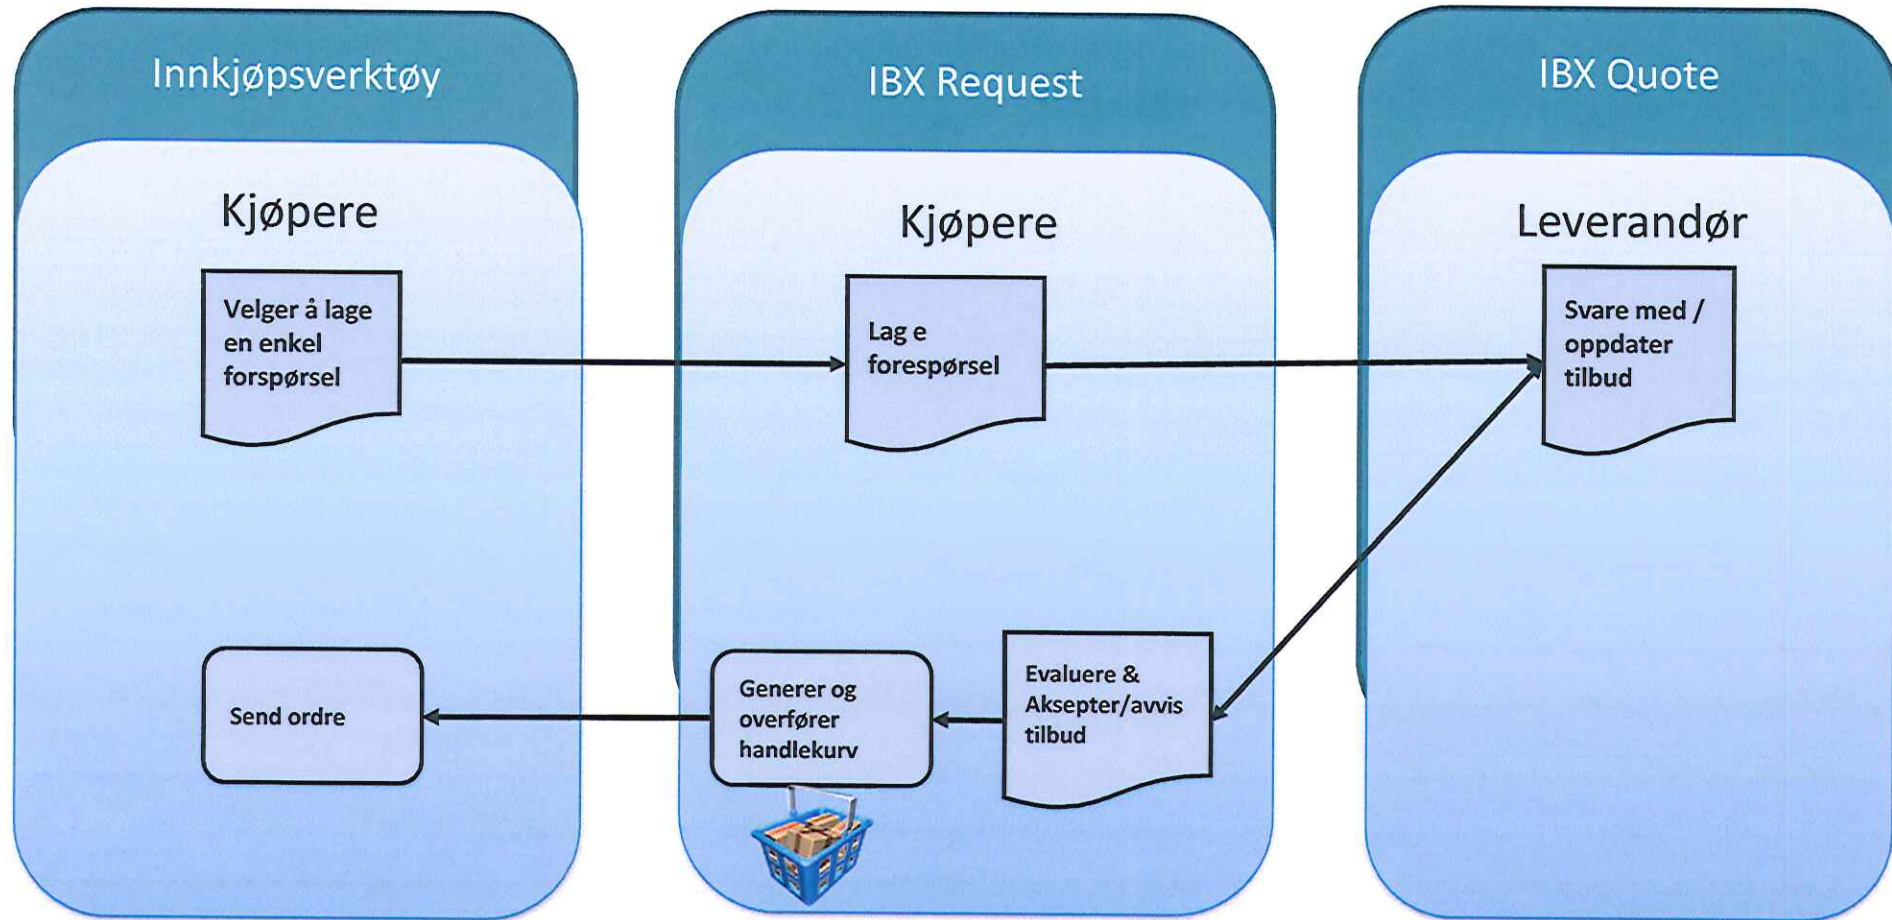 Innkjøpsverktøy
Kjøpere
Velger å lage
en enkel
forspørsel
Send ordre
IBX Request
Kjøpere
Lag e
forespørsel
Generer og
overfører
handlekurv
Evaluere &
Aksepter/avvis
tilbud
IBX Quote
Leverandør
Svare med /
oppdater
tilbud